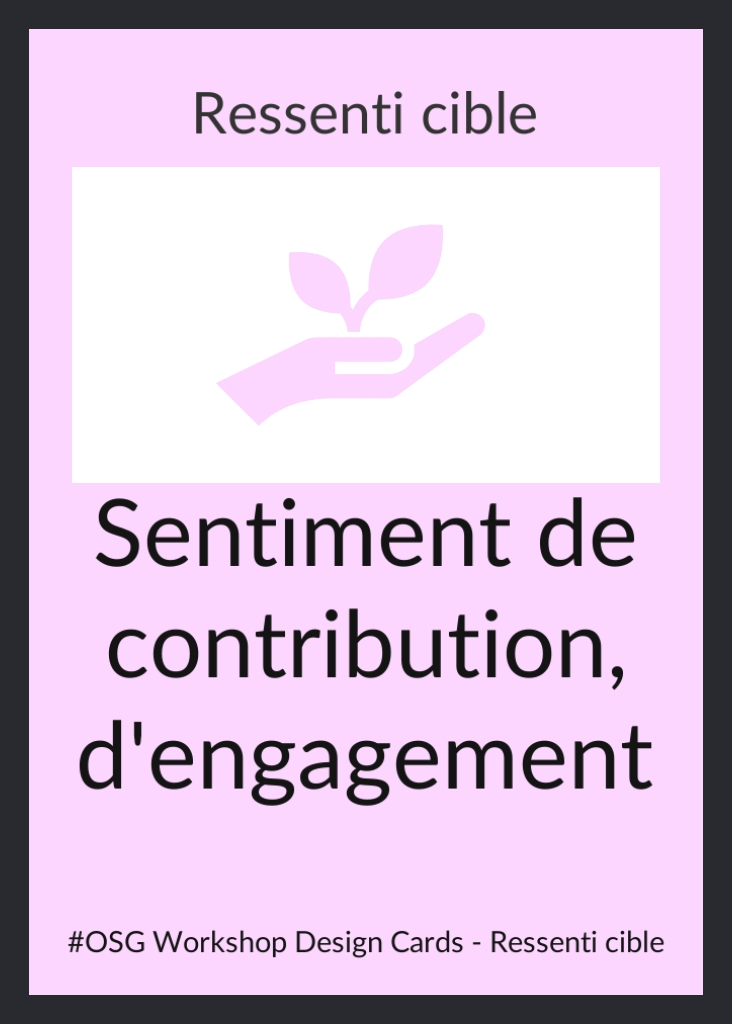 Ressenti cible
Sentiment de
contribution,
d'engagement
#OSG Workshop Design Cards - Ressenti cible